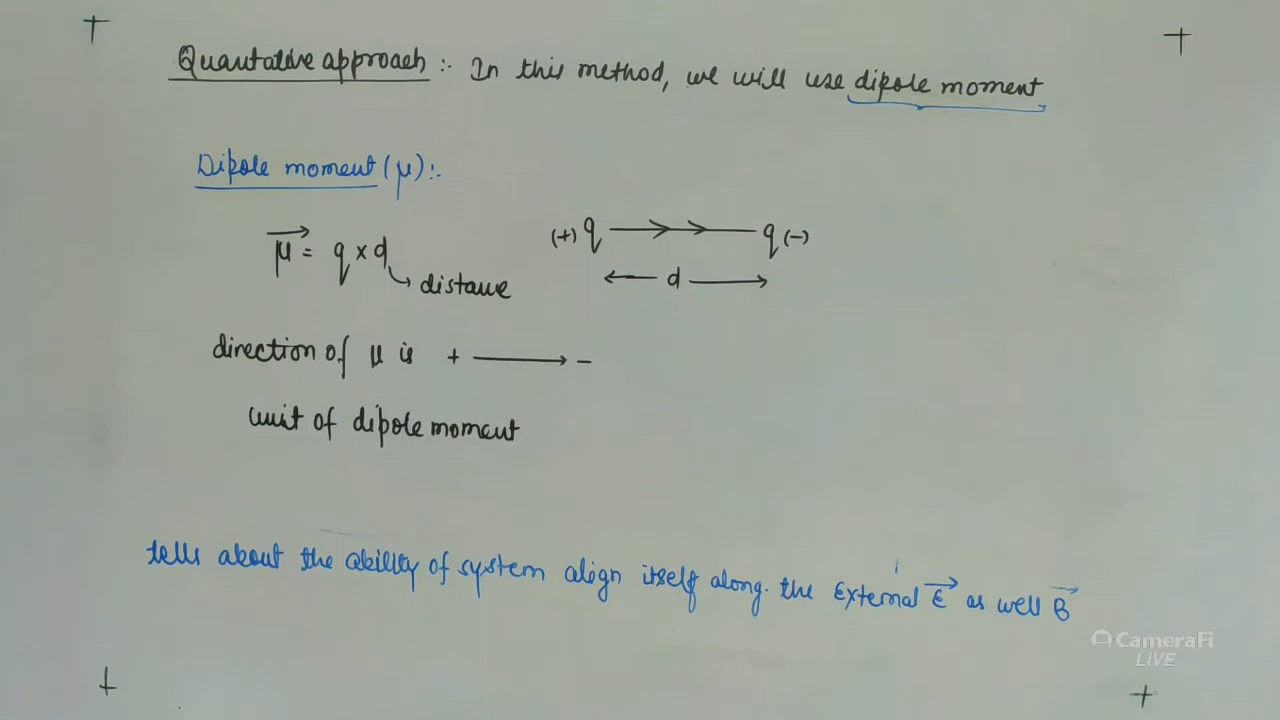 Quantative approach :- In this method, we will use dipole moment
Dipole moment (μ):-
μ = q × d
distance
(+) q q (-)
d
direction of μ is + → -
unit of dipole moment
tells about the ability of system align itself along. the External E as well B
CameraFi
LIVE